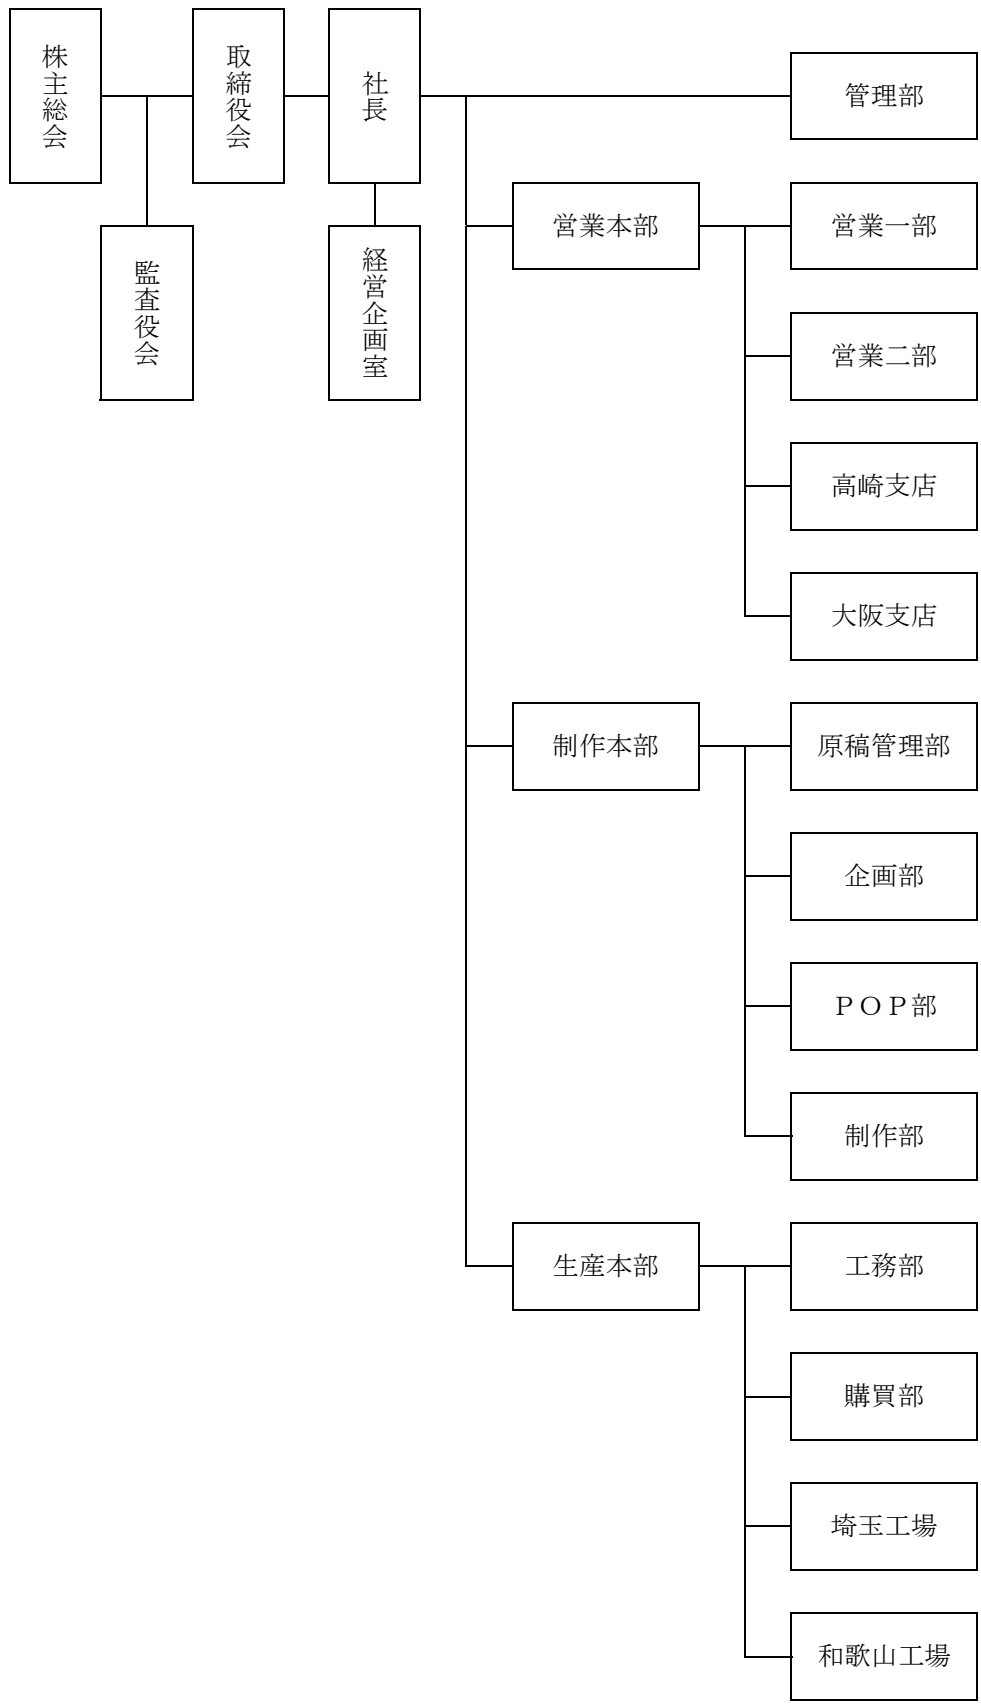 株主総会
取締役会
社長
管理部
監査役会
経営企画室
営業本部
営業一部
営業二部
高崎支店
大阪支店
制作本部
原稿管理部
企画部
ＰＯＰ部
制作部
生産本部
工務部
購買部
埼玉工場
和歌山工場